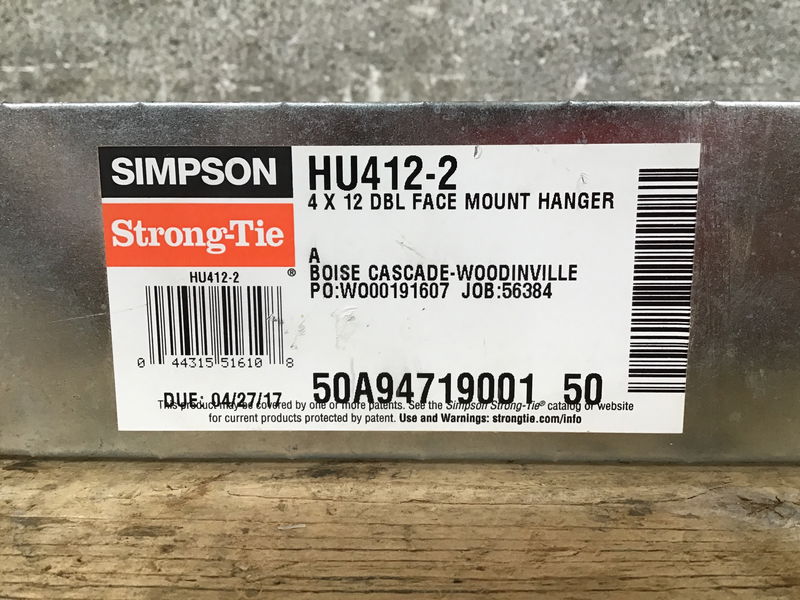 SIMPSON
Strong-Tie
®
HU412-2
0 44315 51610 8
DUE: 04/27/17
HU412-2
4 X 12 DBL FACE MOUNT HANGER
A
BOISE CASCADE-WOODINVILLE
PO:W000191607 JOB:56384
50A94719001 50
This product may be covered by one or more patents. See the Simpson Strong-Tie® catalog or website
for current products protected by patent. Use and Warnings: strongtie.com/info